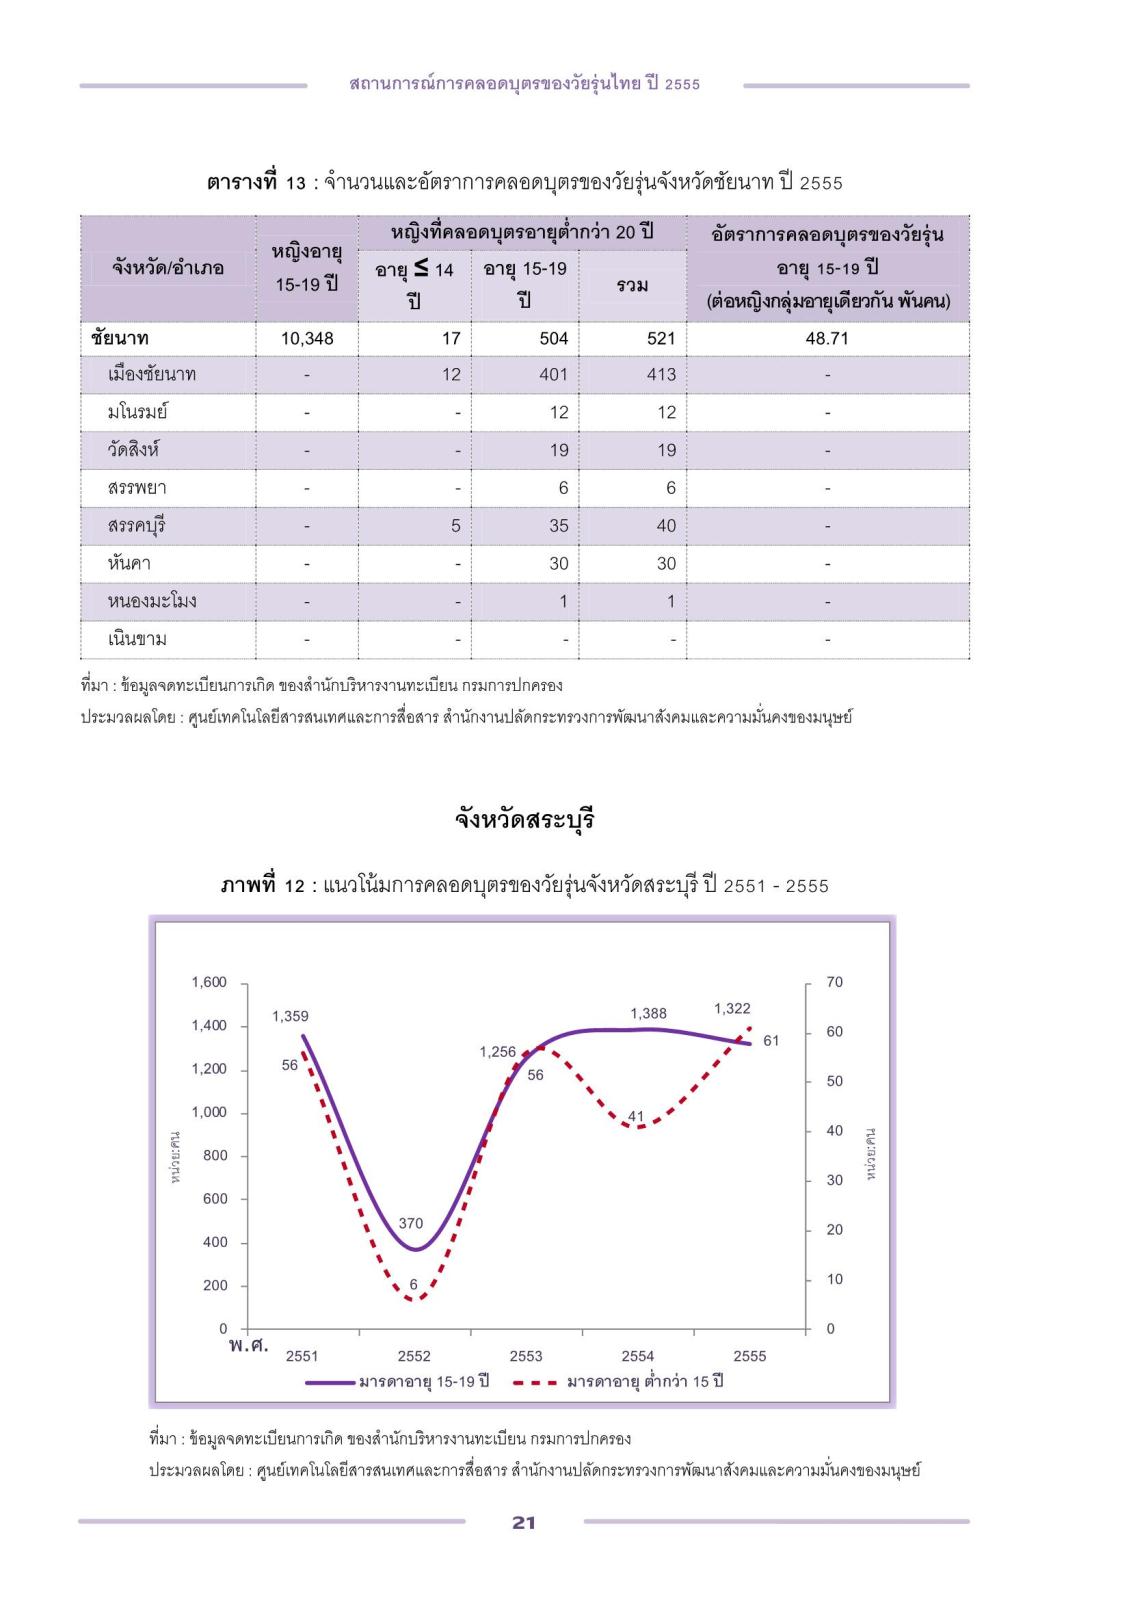 สถานการณ์การคลอดบุตรของวัยรุ่นไทย ปี 2555
ตารางที่ 13 : จำนวนและอัตราการคลอดบุตรของวัยรุ่นจังหวัดชัยนาท ปี 2555
จังหวัด/อำเภอ หญิงอายุ 15-19 ปี หญิงที่คลอดบุตรอายุต่ำกว่า 20 ปี อัตราการคลอดบุตรของวัยรุ่น อายุ 15-19 ปี (ต่อหญิงกลุ่มอายุเดียวกัน พันคน)
อายุ ≤ 14 ปี อายุ 15-19 ปี รวม
ชัยนาท 10,348 17 504 521 48.71
เมืองชัยนาท - 12 401 413 -
มโนรมย์ - - 12 12 -
วัดสิงห์ - - 19 19 -
สรรพยา - - 6 6 -
สรรคบุรี - 5 35 40 -
หันคา - - 30 30 -
หนองมะโมง - - 1 1 -
เนินขาม - - - - -
ที่มา : ข้อมูลจดทะเบียนการเกิด ของสำนักบริหารงานทะเบียน กรมการปกครอง
ประมวลผลโดย : ศูนย์เทคโนโลยีสารสนเทศและการสื่อสาร สำนักงานปลัดกระทรวงการพัฒนาสังคมและความมั่นคงของมนุษย์
จังหวัดสระบุรี
ภาพที่ 12 : แนวโน้มการคลอดบุตรของวัยรุ่นจังหวัดสระบุรี ปี 2551 - 2555
1,600 70
1,359 1,388 1,322
1,400 60
56 1,256 56 61
1,200 50
1,000 41 40
หน่วย:คน หน่วย:คน
800 30
600
370 20
400
200 6 10
0 0
พ.ศ. 2551 2552 2553 2554 2555
มารดาอายุ 15-19 ปี มารดาอายุ ต่ำกว่า 15 ปี
ที่มา : ข้อมูลจดทะเบียนการเกิด ของสำนักบริหารงานทะเบียน กรมการปกครอง
ประมวลผลโดย : ศูนย์เทคโนโลยีสารสนเทศและการสื่อสาร สำนักงานปลัดกระทรวงการพัฒนาสังคมและความมั่นคงของมนุษย์
21